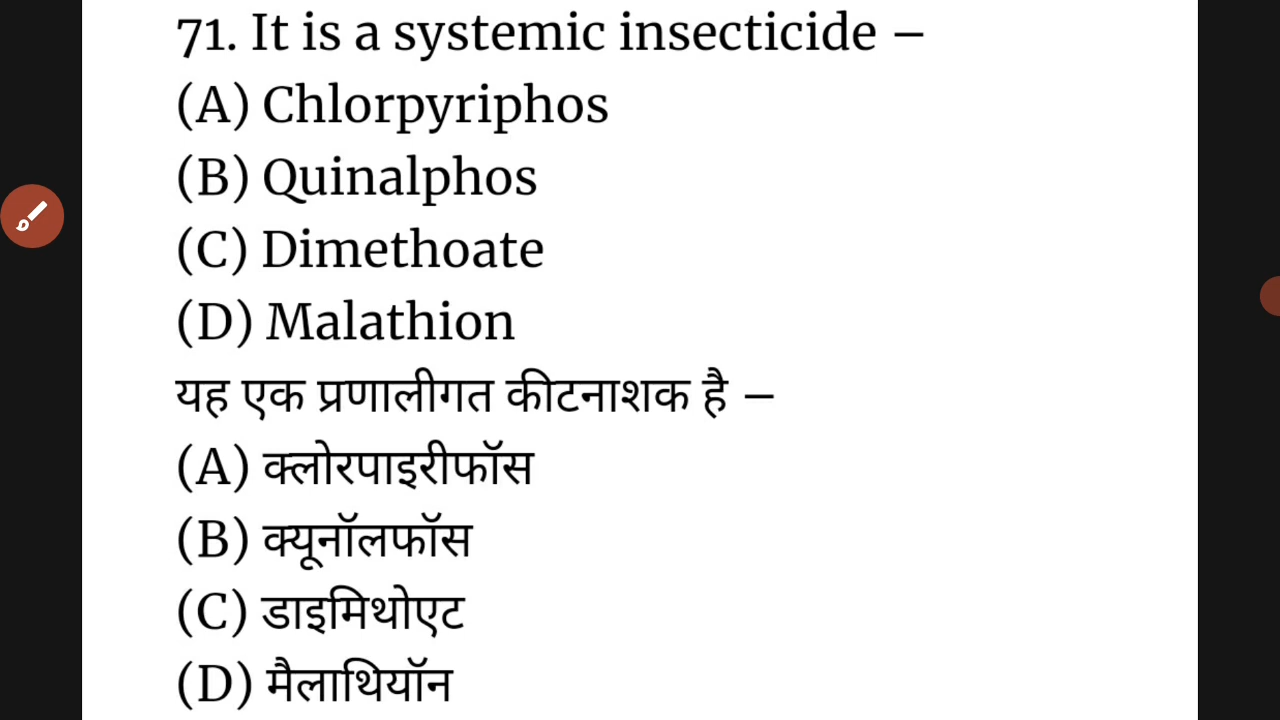 71. It is a systemic insecticide –
(A) Chlorpyriphos
(B) Quinalphos
(C) Dimethoate
(D) Malathion
यह एक प्रणालीगत कीटनाशक है –
(A) क्लोरपाइरीफॉस
(B) क्यूनॉलफॉस
(C) डाइमिथोएट
(D) मैलाथियॉन